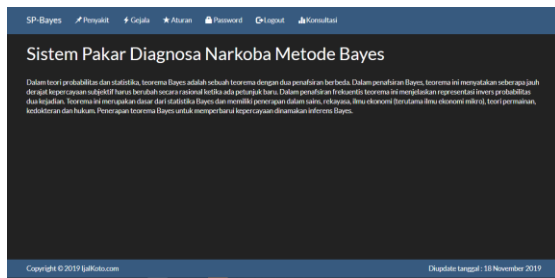 SP-Bayes Penyakit Gejala Aturan Password Logout Konsultasi
Sistem Pakar Diagnosa Narkoba Metode Bayes
Dalam teori probabilitas dan statistika, teorema Bayes adalah sebuah teorema dengan dua penafsiran berbeda. Dalam penafsiran Bayes, teorema ini menyatakan seberapa jauh
derajat kepercayaan subjektif harus berubah secara rasional ketika ada petunjuk baru. Dalam penafsiran frekuentis teorema ini menjelaskan representasi invers probabilitas
dua kejadian. Teorema ini merupakan dasar dari statistika Bayes dan memiliki penerapan dalam sains, rekayasa, ilmu ekonomi (terutama ilmu ekonomi mikro), teori permainan,
kedokteran dan hukum. Penerapan teorema Bayes untuk memperbarui kepercayaan dinamakan inferens Bayes.
Copyright © 2019 IjalKoto.com Diupdate tanggal : 18 November 2019